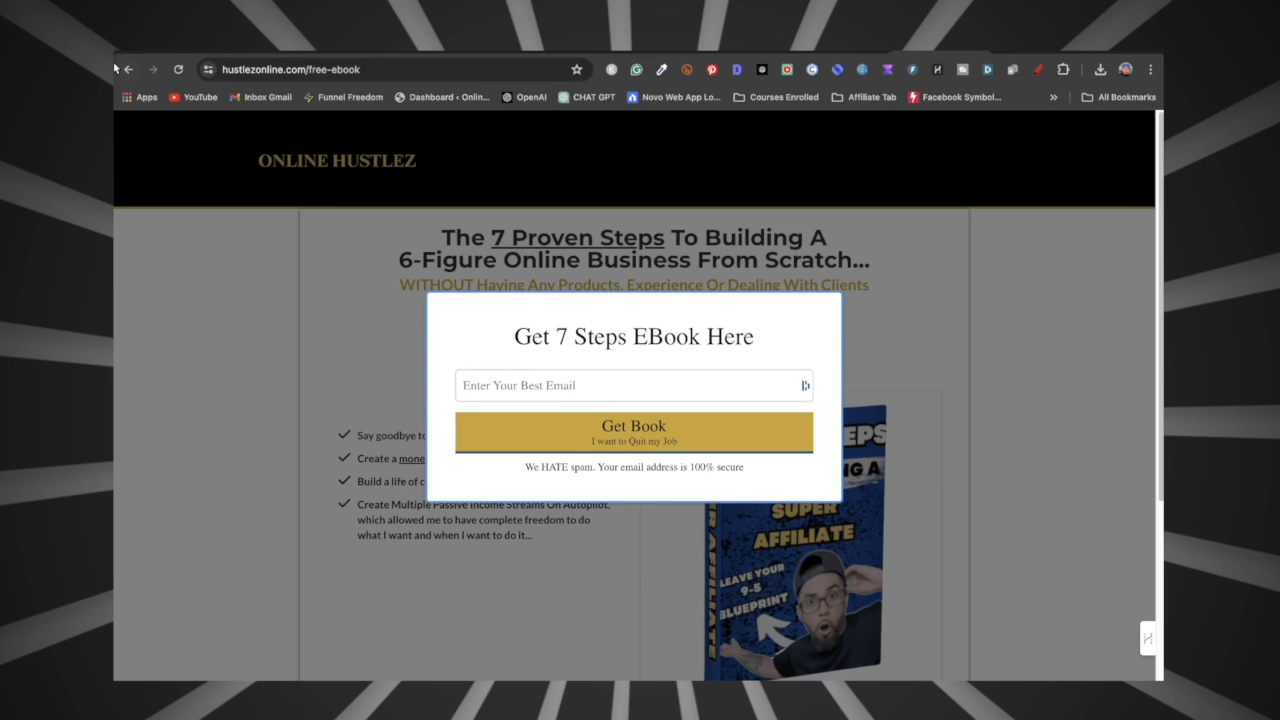 hustlezonline.com/free-ebook
Apps YouTube Inbox Gmail Funnel Freedom Dashboard ‹ Onlin... OpenAI CHAT GPT Novo Web App Lo... Courses Enrolled Affiliate Tab Facebook Symbol... » All Bookmarks
ONLINE HUSTLEZ
The 7 Proven Steps To Building A
6-Figure Online Business From Scratch...
WITHOUT Having Any Products, Experience Or Dealing With Clients
Get 7 Steps EBook Here
Enter Your Best Email
Get Book
I want to Quit my Job
We HATE spam. Your email address is 100% secure
Say goodbye to
Create a
Build a life of
Create Multiple Passive Income Streams On Autopilot,
which allowed me to have complete freedom to do
what I want and when I want to do it...
SUPER
AFFILIATE
LEAVE YOUR
9-5
BLUEPRINT